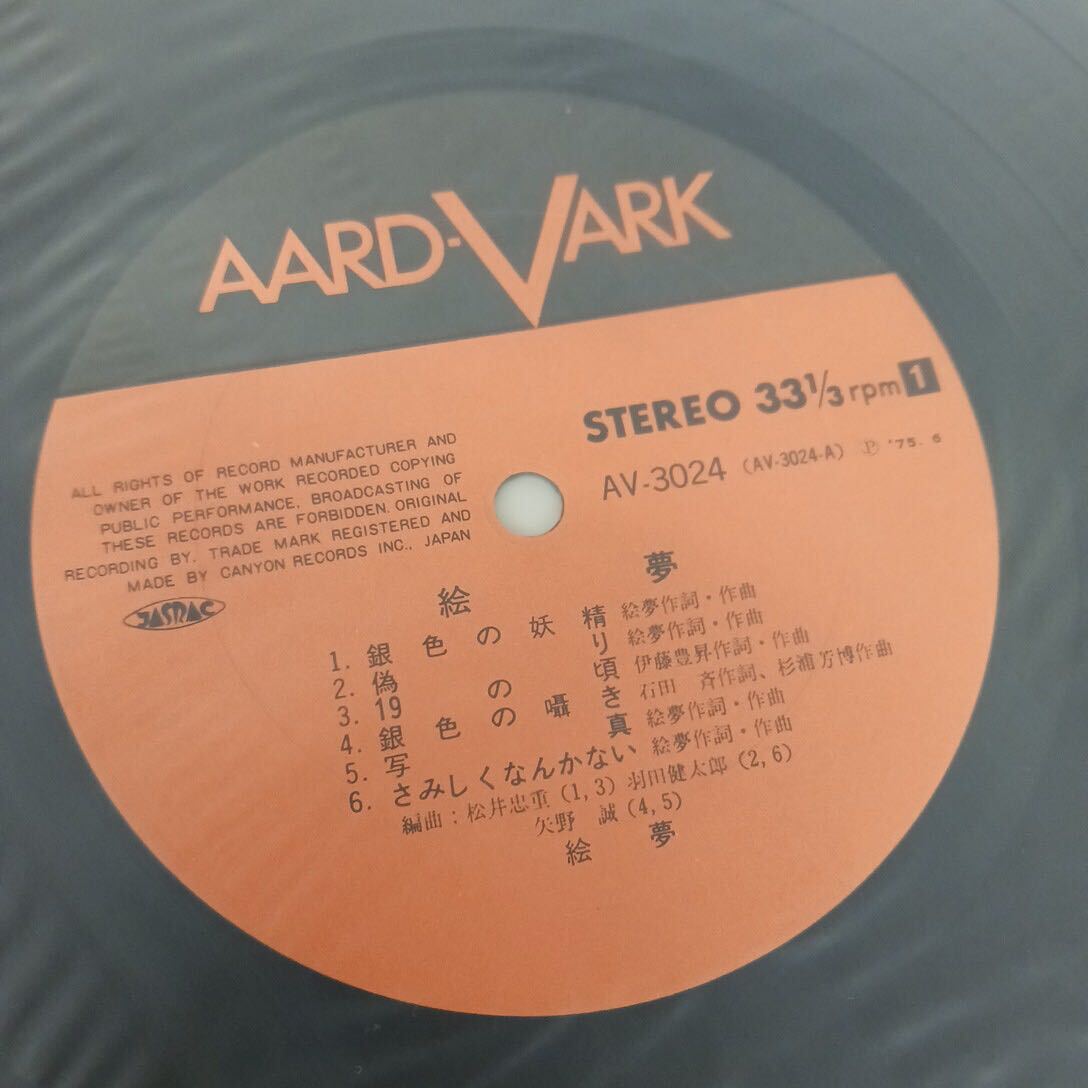 AARD-VARK
STEREO 33 1/3 rpm 1
AV-3024 (AV-3024-A) Ⓟ '75. 6
ALL RIGHTS OF RECORD MANUFACTURER AND
OWNER OF THE WORK RECORDED COPYING
PUBLIC PERFORMANCE, BROADCASTING OF
THESE RECORDS ARE FORBIDDEN. ORIGINAL
RECORDING BY. TRADE MARK REGISTERED AND
MADE BY CANYON RECORDS INC., JAPAN
JASRAC
絵 夢
1. 銀色の妖精 絵夢作詞・作曲
2. 偽り 絵夢作詞・作曲
3. 19の頃 伊藤豊昇作詞・作曲
4. 銀色の囁き 石田 斉作詞、杉浦芳博作曲
5. 写真 絵夢作詞・作曲
6. さみしくなんかない 絵夢作詞・作曲
編曲：松井忠重 (1, 3) 羽田健太郎 (2, 6)
矢野 誠 (4, 5)
絵 夢